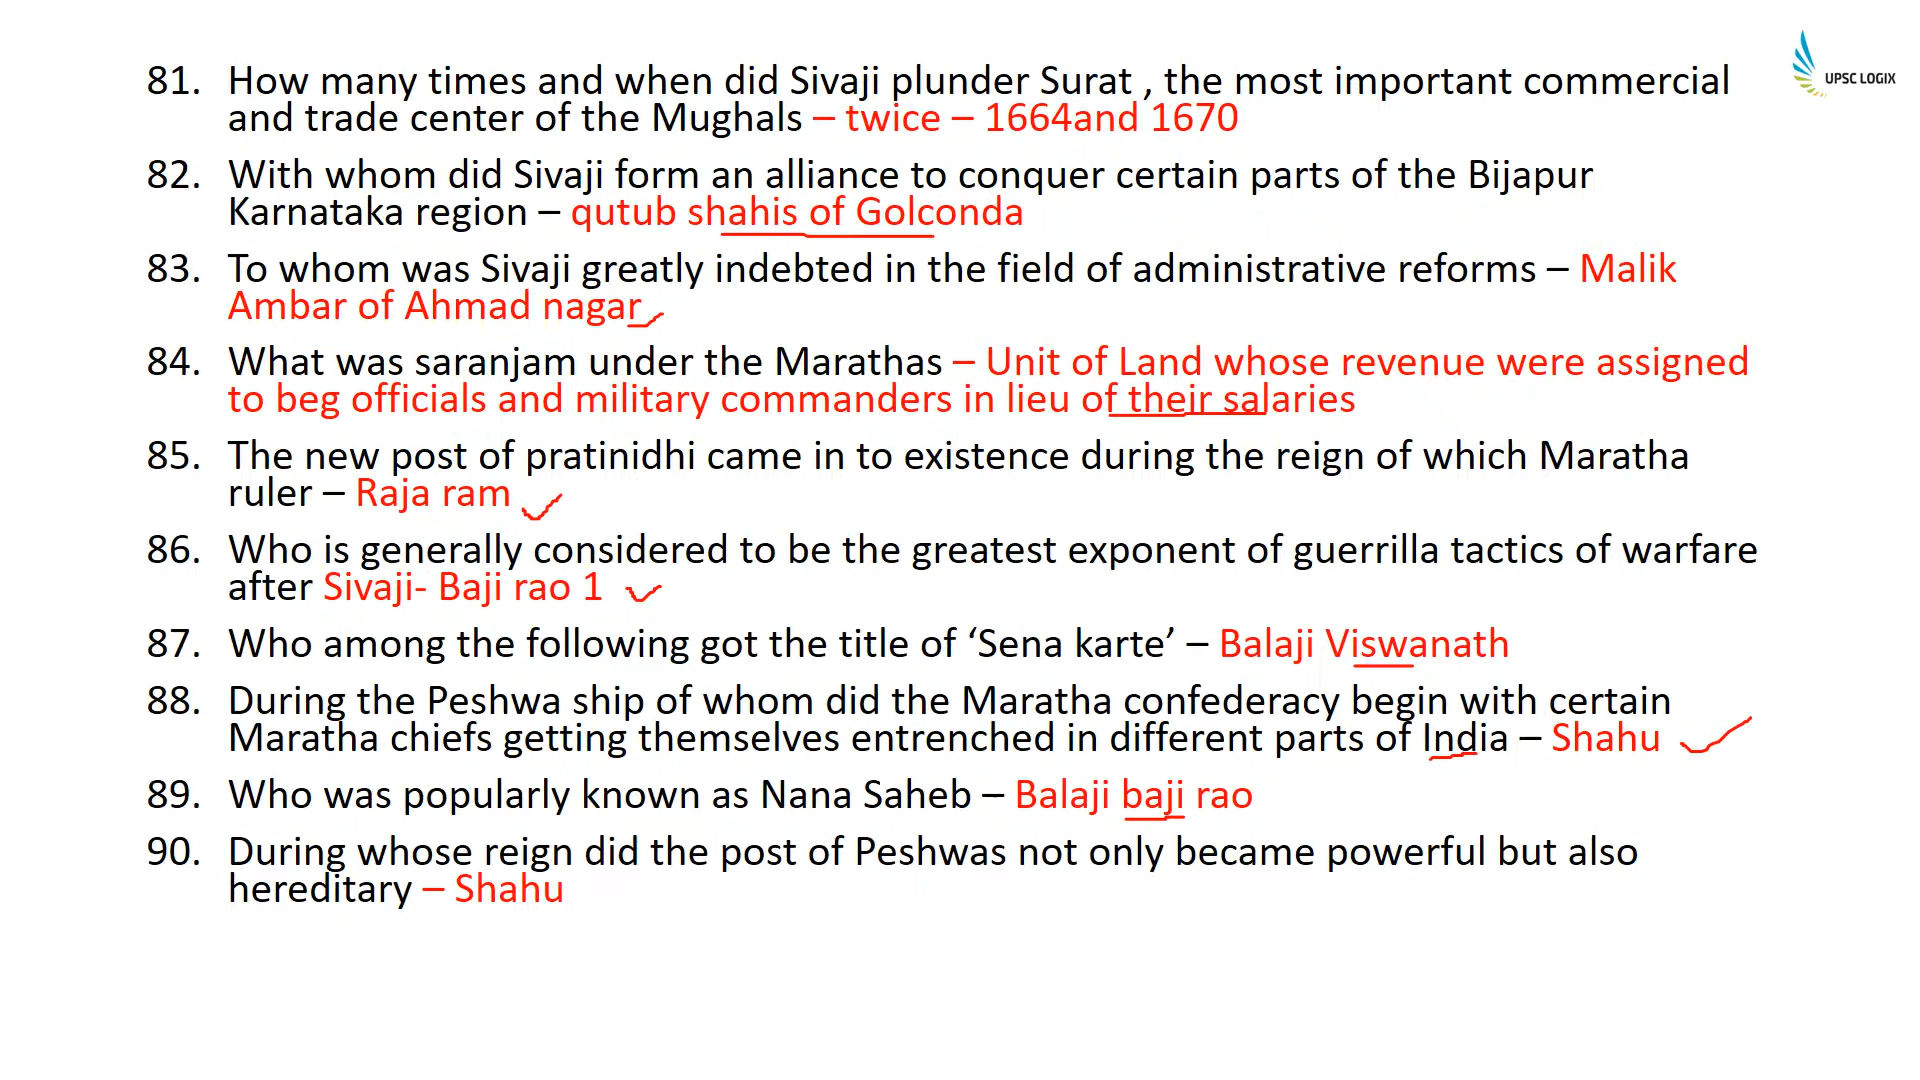 UPSC LOGIX
81. How many times and when did Sivaji plunder Surat , the most important commercial
and trade center of the Mughals – twice – 1664and 1670
82. With whom did Sivaji form an alliance to conquer certain parts of the Bijapur
Karnataka region – qutub shahis of Golconda
83. To whom was Sivaji greatly indebted in the field of administrative reforms – Malik
Ambar of Ahmad nagar
84. What was saranjam under the Marathas – Unit of Land whose revenue were assigned
to beg officials and military commanders in lieu of their salaries
85. The new post of pratinidhi came in to existence during the reign of which Maratha
ruler – Raja ram
86. Who is generally considered to be the greatest exponent of guerrilla tactics of warfare
after Sivaji- Baji rao 1
87. Who among the following got the title of ‘Sena karte’ – Balaji Viswanath
88. During the Peshwa ship of whom did the Maratha confederacy begin with certain
Maratha chiefs getting themselves entrenched in different parts of India – Shahu
89. Who was popularly known as Nana Saheb – Balaji baji rao
90. During whose reign did the post of Peshwas not only became powerful but also
hereditary – Shahu